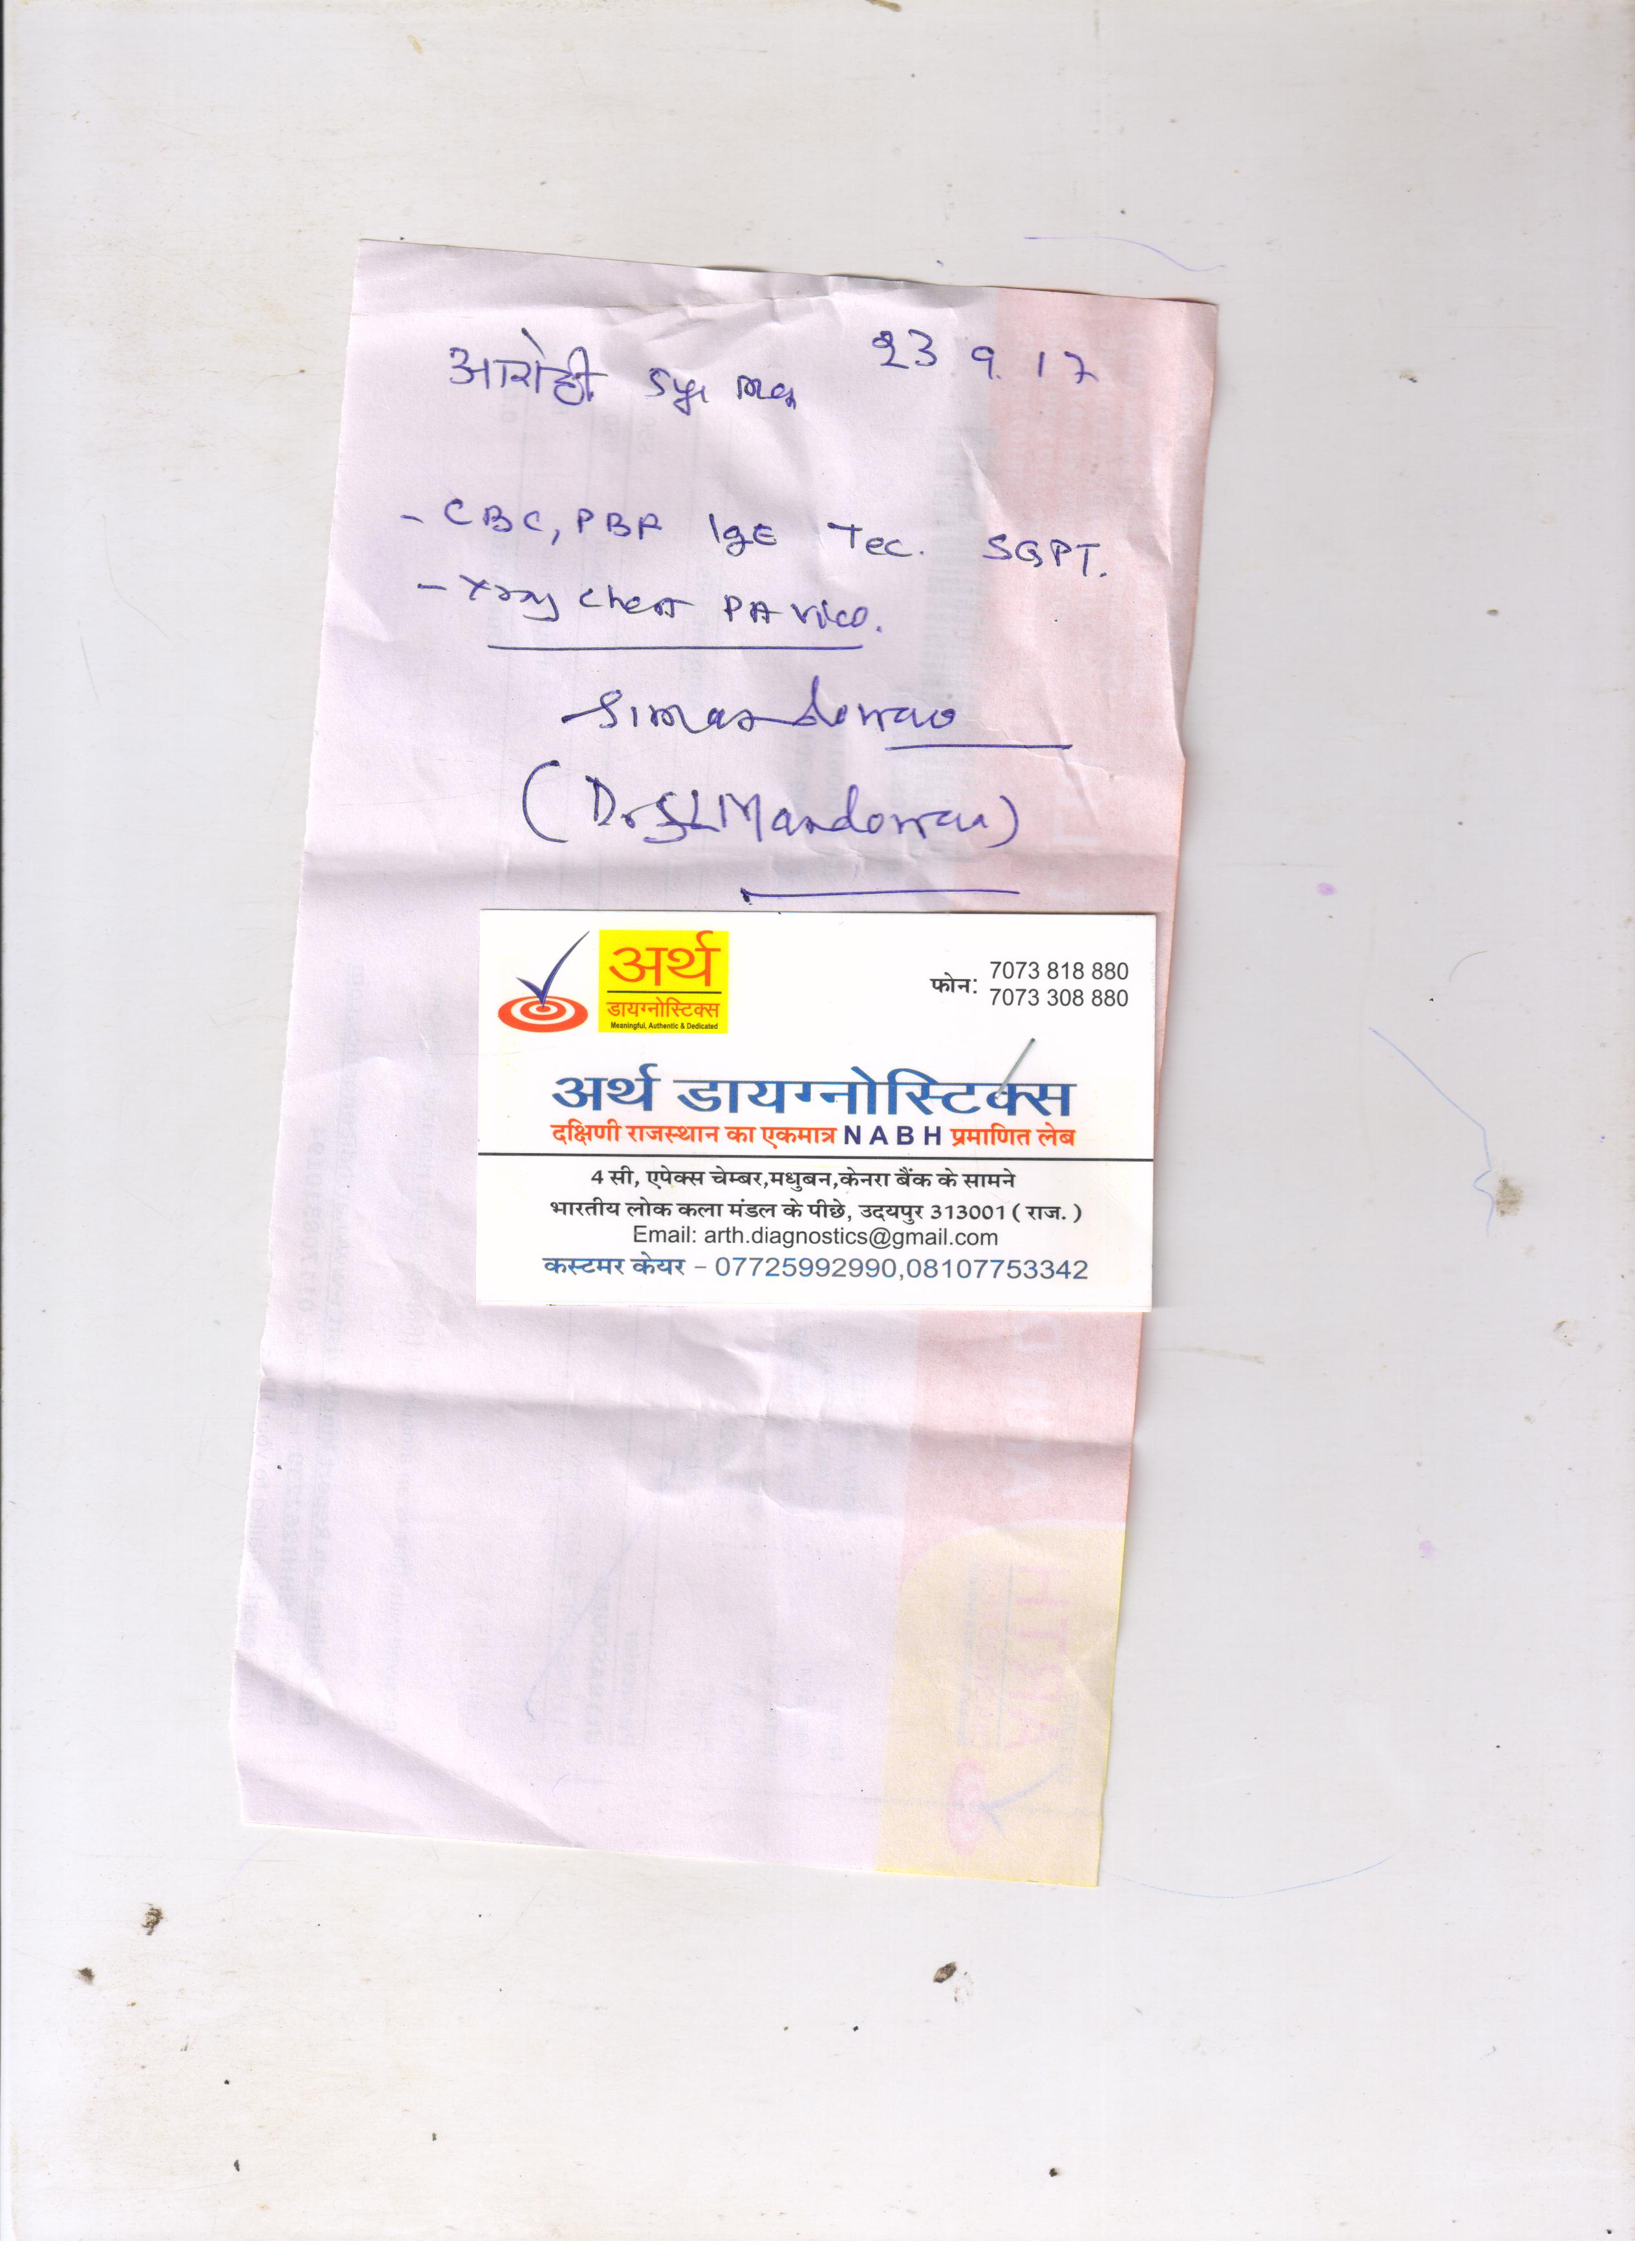 आरोही 5yr 23.9.17
- CBC, PBF IgE TEC. SGPT.
- Xray Chest PA view.
(Dr SL Mandowara)
अर्थ
डायग्नोस्टिक्स
Meaningful, Authentic & Dedicated
फोन: 7073 818 880
7073 308 880
अर्थ डायग्नोस्टिक्स
दक्षिणी राजस्थान का एकमात्र NABH प्रमाणित लेब
4 सी, एपेक्स चेम्बर,मधुबन,केनरा बैंक के सामने
भारतीय लोक कला मंडल के पीछे, उदयपुर 313001 ( राज. )
Email: arth.diagnostics@gmail.com
कस्टमर केयर - 07725992990,08107753342